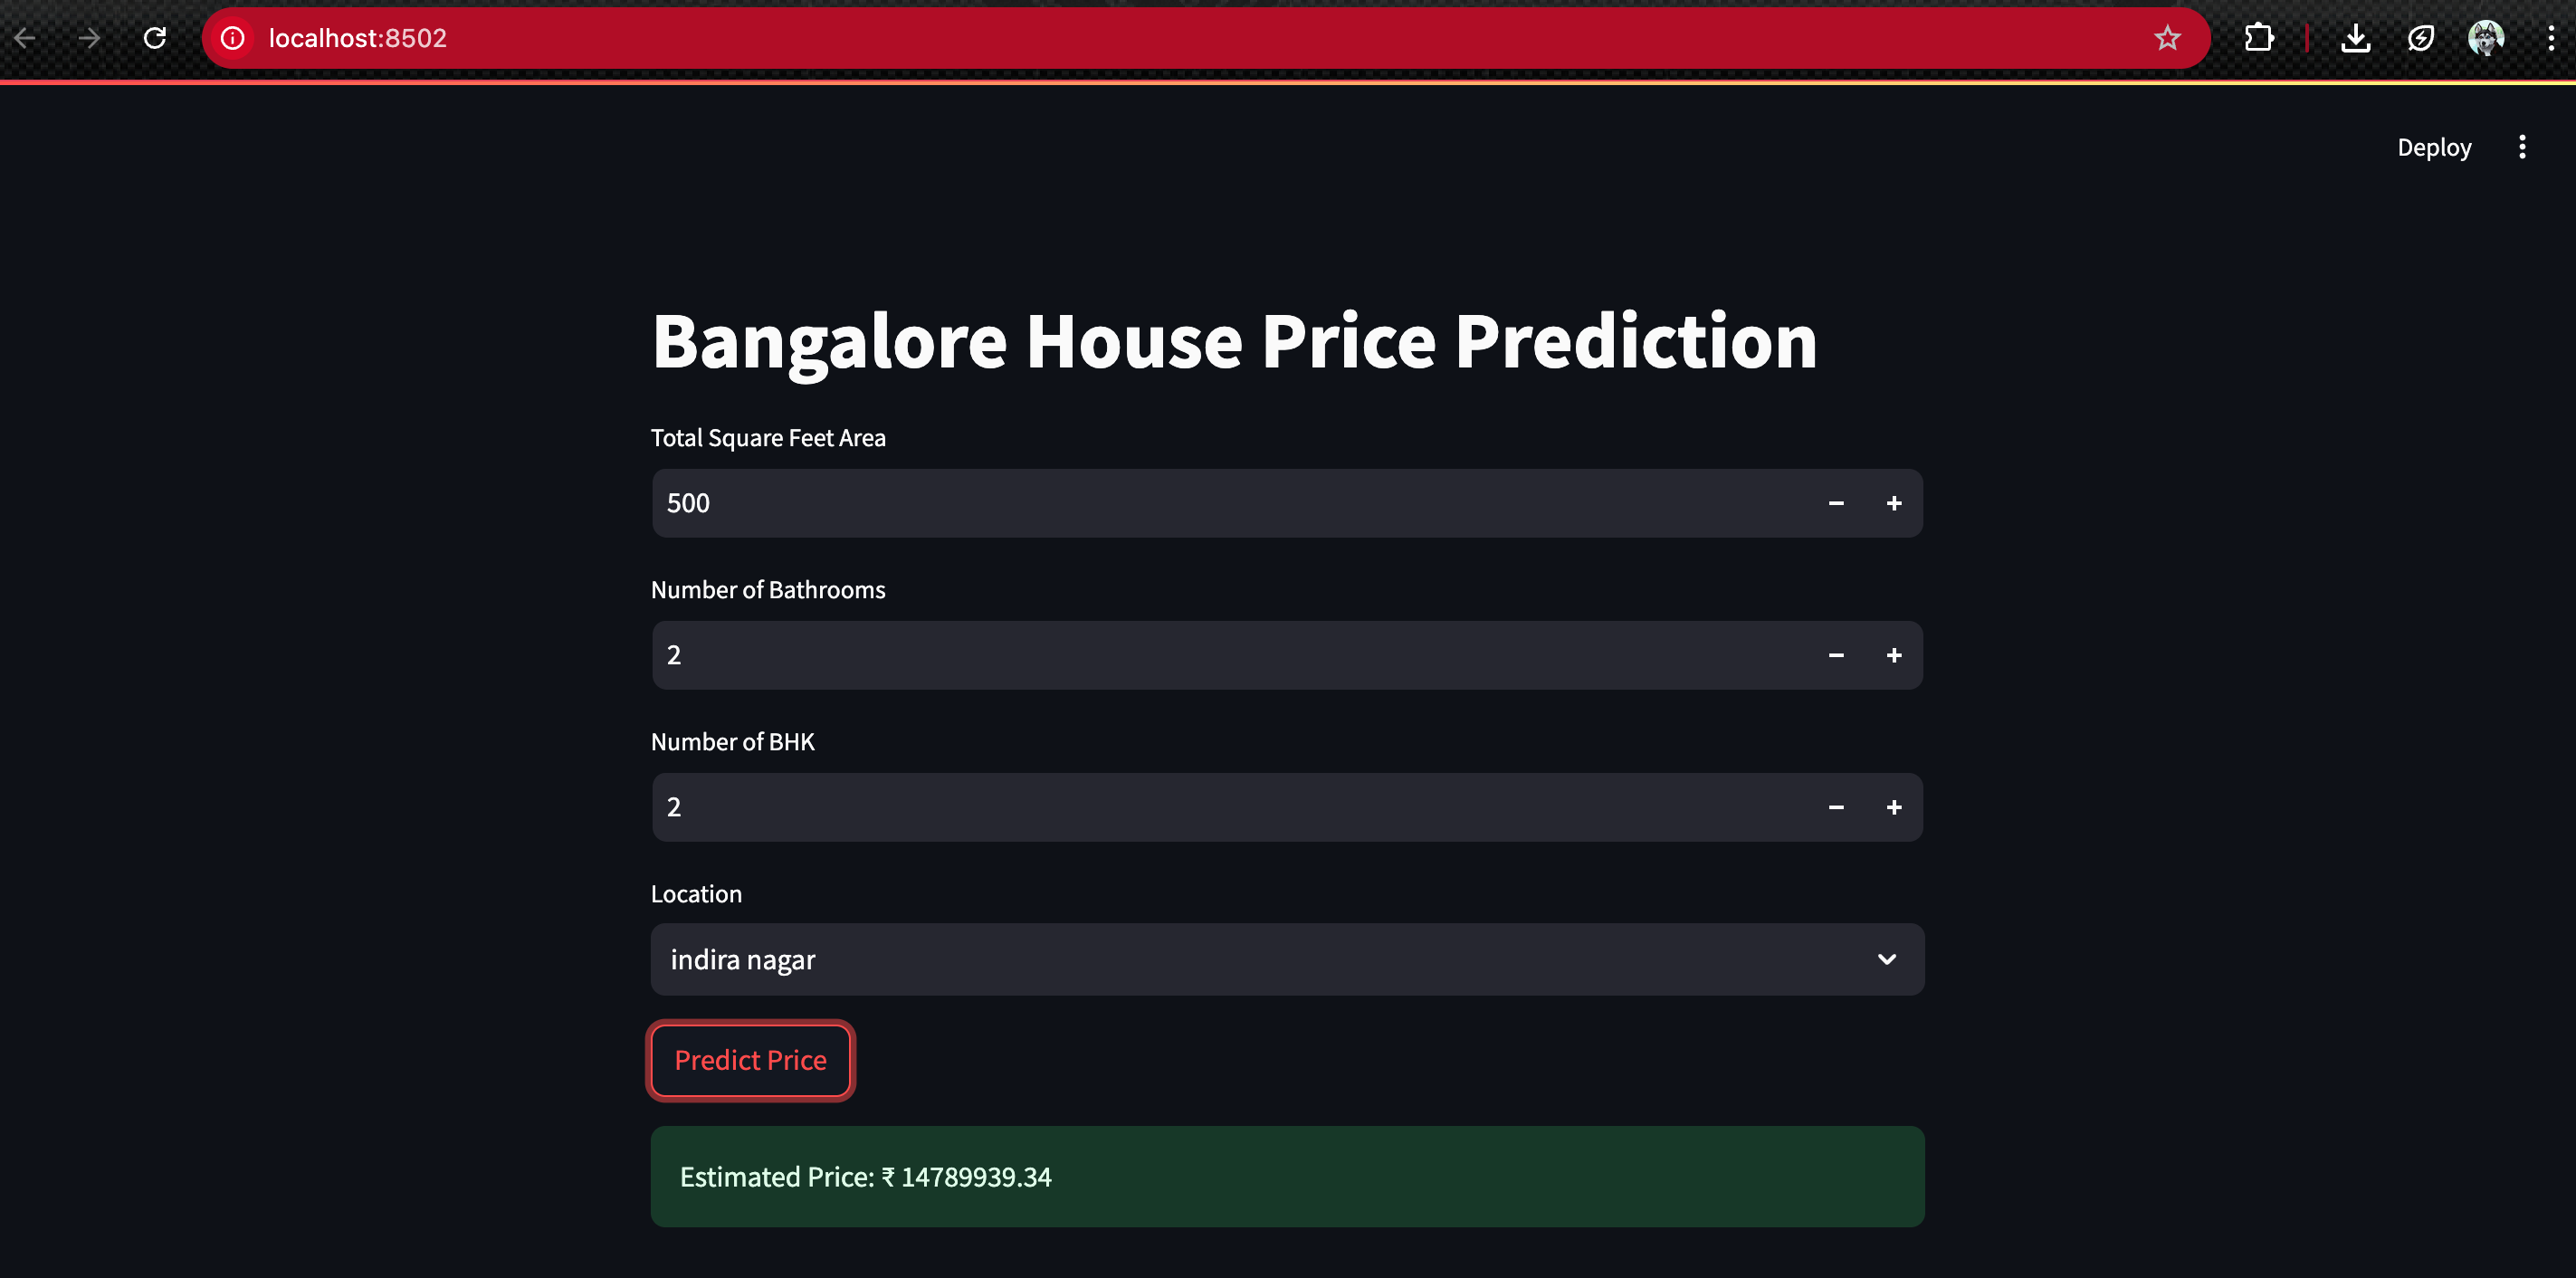 localhost:8502
Deploy
Bangalore House Price Prediction
Total Square Feet Area
500
Number of Bathrooms
2
Number of BHK
2
Location
indira nagar
Predict Price
Estimated Price: ₹ 14789939.34